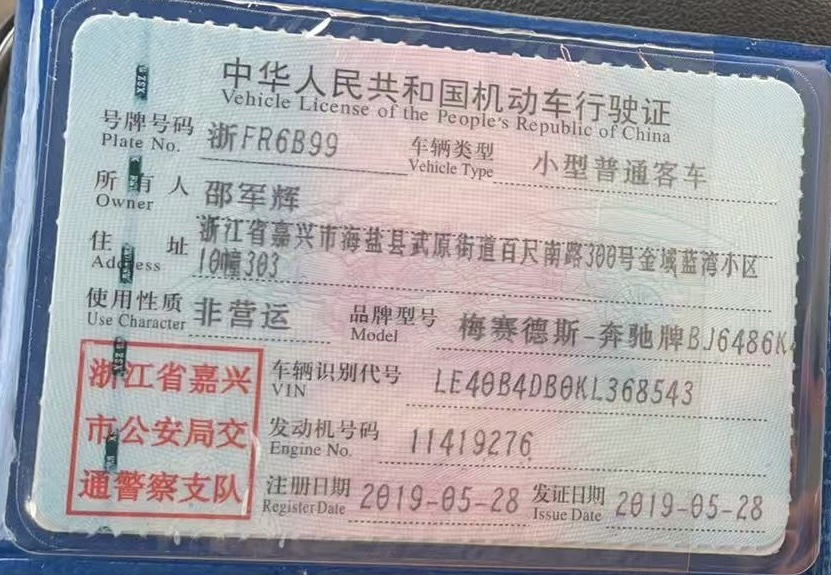 中华人民共和国机动车行驶证
Vehicle License of the People's Republic of China
号牌号码 浙FR6B99 车辆类型 小型普通客车
Plate No. Vehicle Type
所有人 邵军辉
Owner
住址 浙江省嘉兴市海盐县武原街道百尺南路300号金域蓝湾小区
Address 10幢303
使用性质 非营运 品牌型号 梅赛德斯-奔驰牌BJ6486K
Use Character Model
浙江省嘉兴
市公安局交
通警察支队
车辆识别代号 LE40B4DB0KL368543
VIN
发动机号码 11419276
Engine No.
注册日期 2019-05-28 发证日期 2019-05-28
Register Date Issue Date